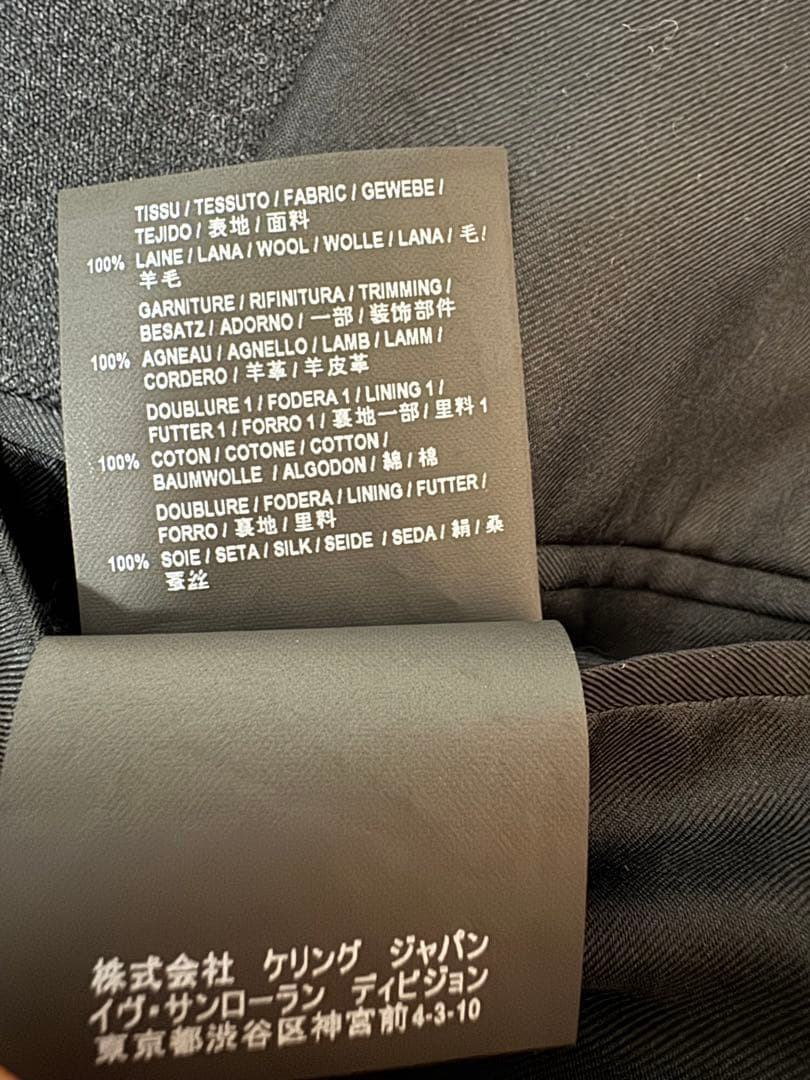 TISSU / TESSUTO / FABRIC / GEWEBE /
TEJIDO / 表地 / 面料
100% LAINE / LANA / WOOL / WOLLE / LANA / 毛 /
羊毛
GARNITURE / RIFINITURA / TRIMMING /
BESATZ / ADORNO / 一部 / 装饰部件
100% AGNEAU / AGNELLO / LAMB / LAMM /
CORDERO / 羊革 / 羊皮革
DOUBLURE 1 / FODERA 1 / LINING 1 /
FUTTER 1 / FORRO 1 / 裏地一部 / 里料 1
100% COTON / COTONE / COTTON /
BAUMWOLLE / ALGODON / 綿 / 棉
DOUBLURE / FODERA / LINING / FUTTER /
FORRO / 裏地 / 里料
100% SOIE / SETA / SILK / SEIDE / SEDA / 絹 / 桑
蚕丝
株式会社 ケリング ジャパン
イヴ・サンローラン ディビジョン
東京都渋谷区神宮前4-3-10